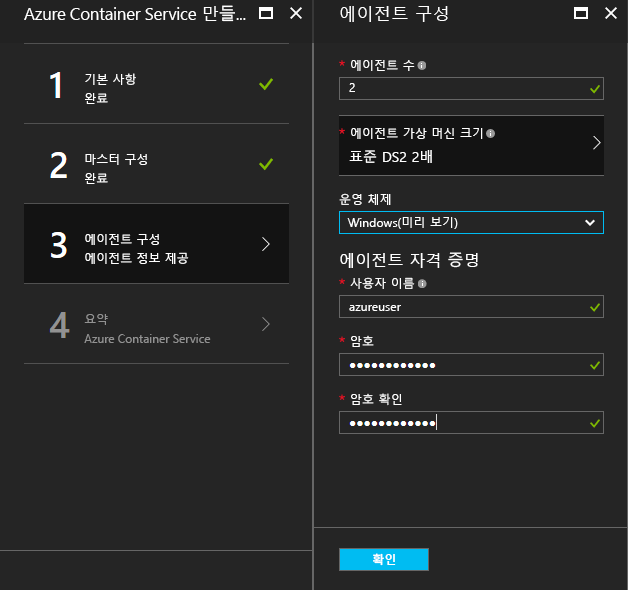 Azure Container Service 만들...
1
기본 사항
완료
2
마스터 구성
완료
3
에이전트 구성
에이전트 정보 제공
4
요약
Azure Container Service
에이전트 구성
* 에이전트 수
2
* 에이전트 가상 머신 크기
표준 DS2 2배
운영 체제
Windows(미리 보기)
에이전트 자격 증명
* 사용자 이름
azureuser
* 암호
••••••••••••
* 암호 확인
••••••••••••
확인